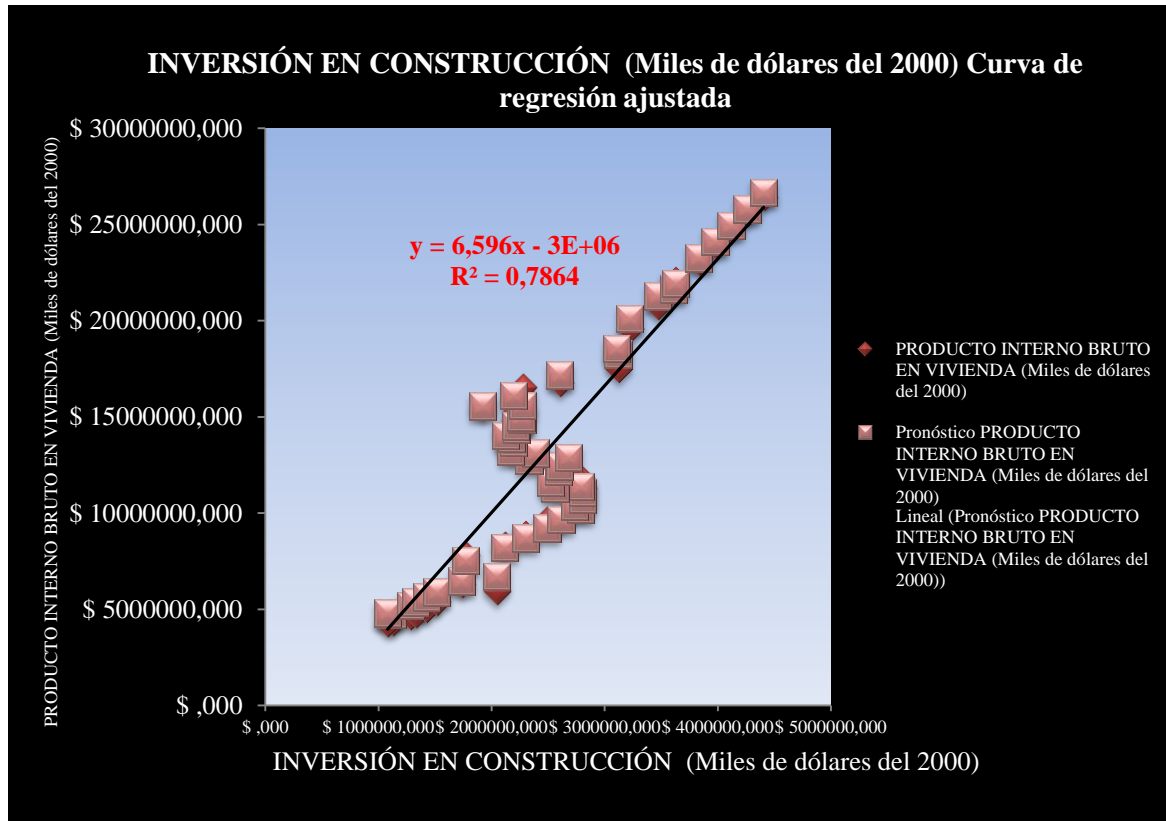 INVERSIÓN EN CONSTRUCCIÓN (Miles de dólares del 2000) Curva de
regresión ajustada
PRODUCTO INTERNO BRUTO EN VIVIENDA (Miles de dólares del 2000)
$ 30000000,000
$ 25000000,000
$ 20000000,000
$ 15000000,000
$ 10000000,000
$ 5000000,000
$ ,000
y = 6,596x - 3E+06
R² = 0,7864
$ ,000 $ 1000000,000 $ 2000000,000 $ 3000000,000 $ 4000000,000 $ 5000000,000
INVERSIÓN EN CONSTRUCCIÓN (Miles de dólares del 2000)
PRODUCTO INTERNO BRUTO
EN VIVIENDA (Miles de dólares
del 2000)
Pronóstico PRODUCTO
INTERNO BRUTO EN
VIVIENDA (Miles de dólares del
2000)
Lineal (Pronóstico PRODUCTO
INTERNO BRUTO EN
VIVIENDA (Miles de dólares del
2000))